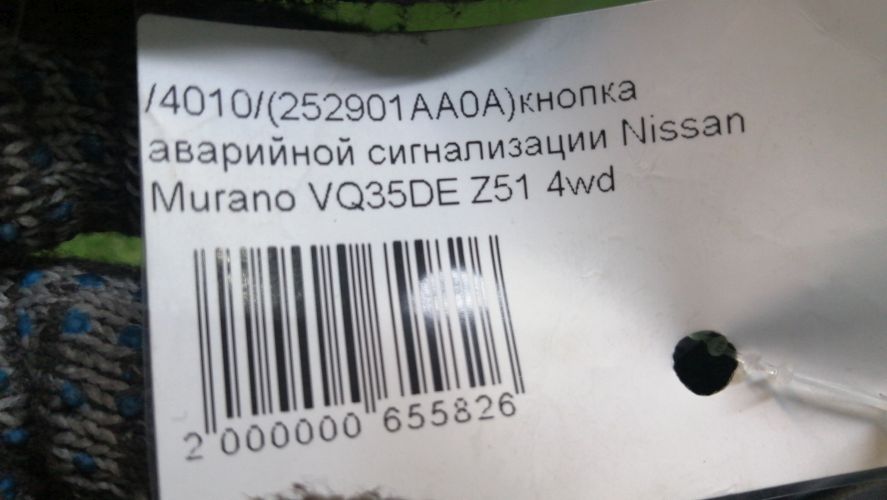 /4010/(252901AA0A)кнопка
аварийной сигнализации Nissan
Murano VQ35DE Z51 4wd
2 000000 655826